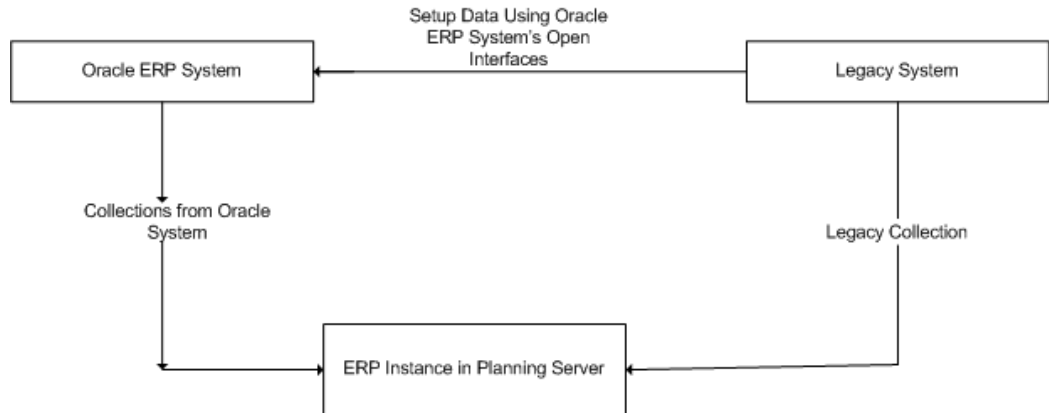 Setup Data Using Oracle
ERP System's Open
Interfaces
Oracle ERP System
Legacy System
Collections from Oracle
System
Legacy Collection
ERP Instance in Planning Server